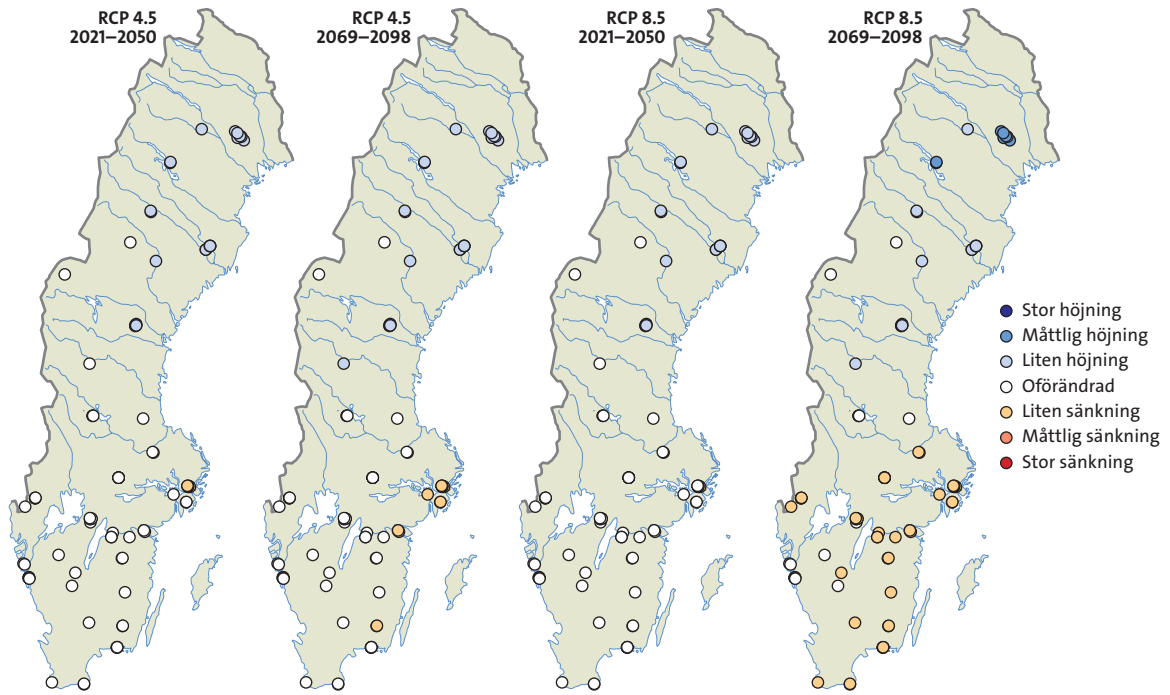 RCP 4.5
2021–2050
RCP 4.5
2069–2098
RCP 8.5
2021–2050
RCP 8.5
2069–2098
Stor höjning
Måttlig höjning
Liten höjning
Oförändrad
Liten sänkning
Måttlig sänkning
Stor sänkning